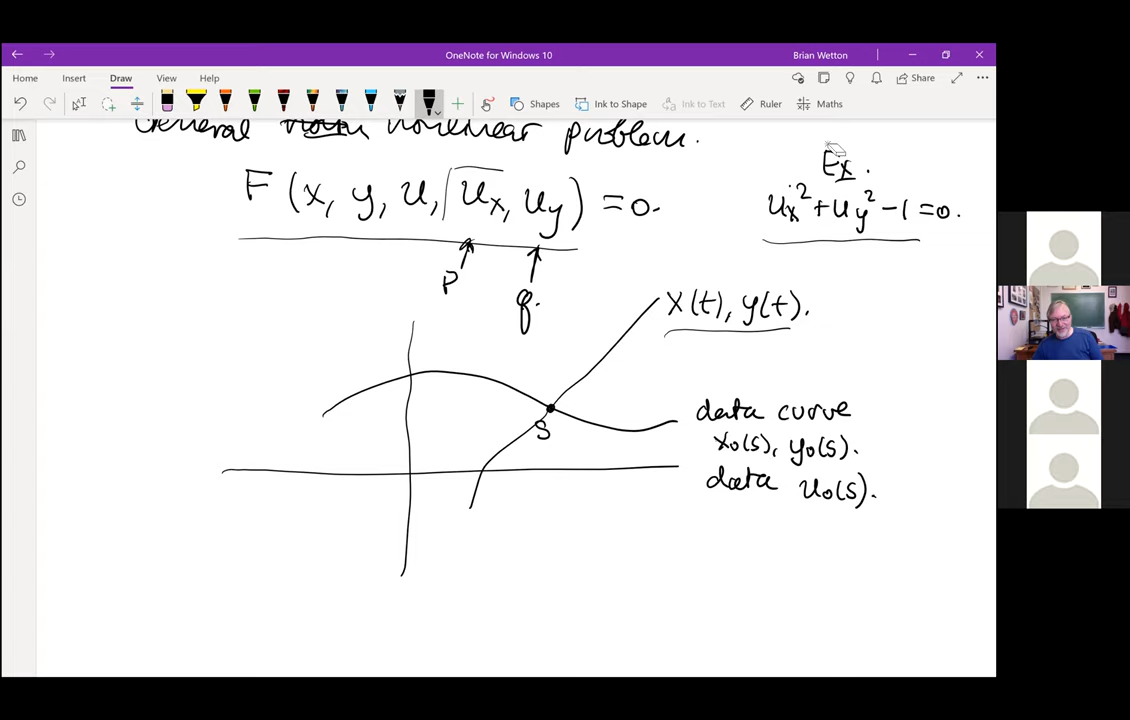 OneNote for Windows 10
Brian Wetton
Home Insert Draw View Help
Share
Shapes Ink to Shape Ink to Text Ruler Maths
General nonlinear problem.
F (x, y, u, ux, uy) = 0.
p
q.
Ex.
ux² + uy² - 1 = 0.
x(t), y(t).
s
data curve
x₀(s), y₀(s).
data u₀(s).